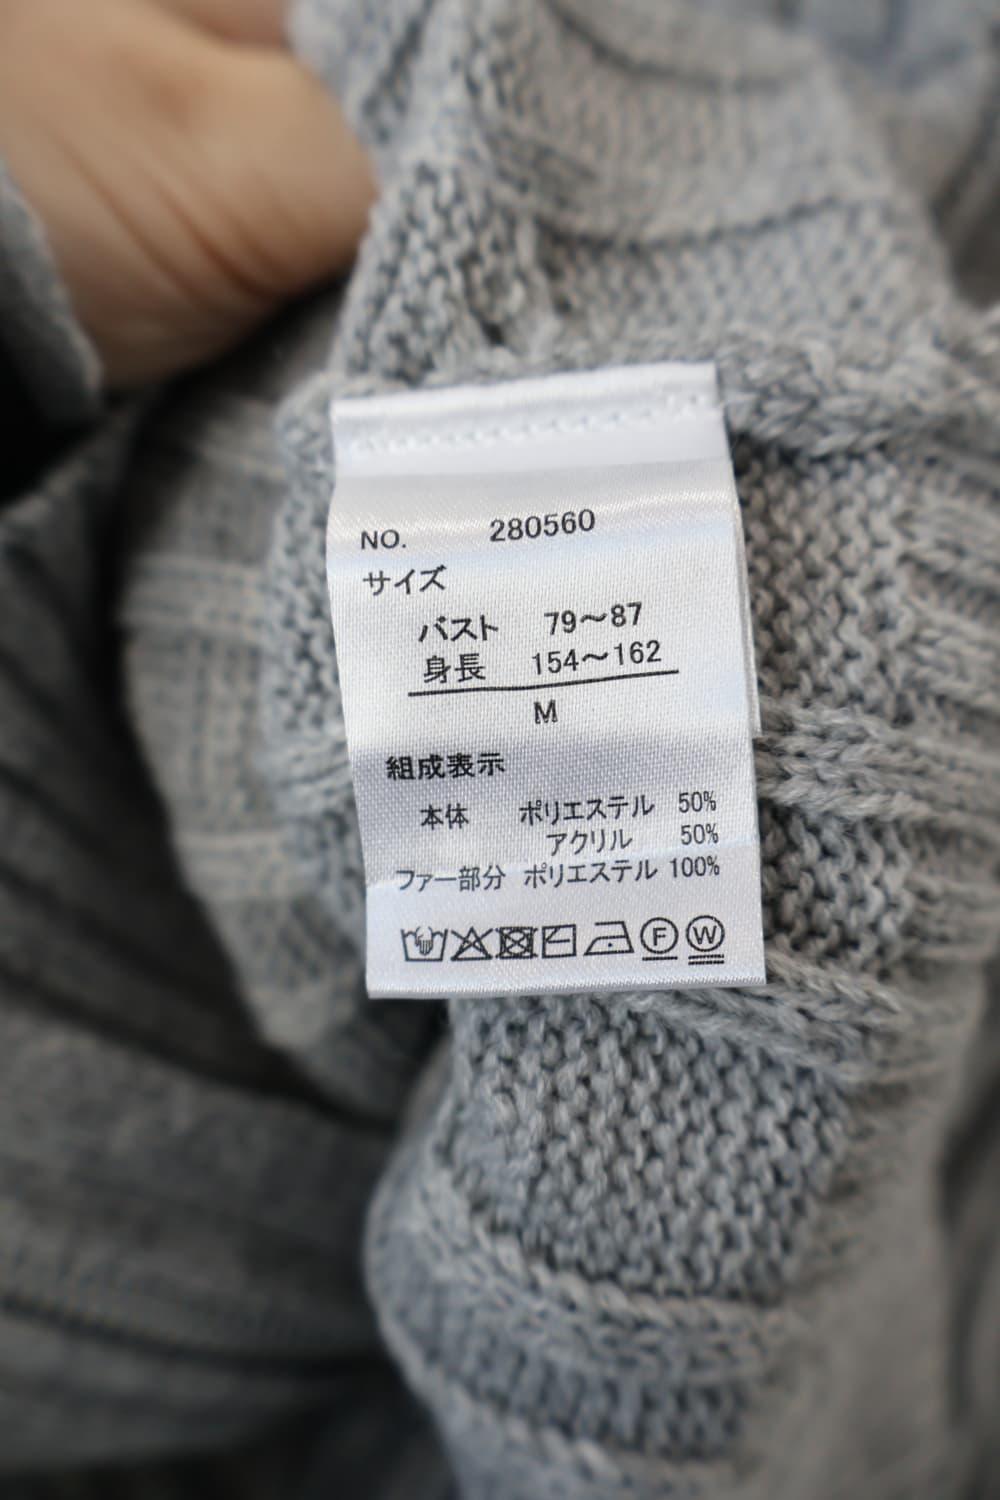 NO. 280560
サイズ
バスト 79～87
身長 154～162
M
組成表示
本体 ポリエステル 50%
アクリル 50%
ファー部分 ポリエステル 100%
F W